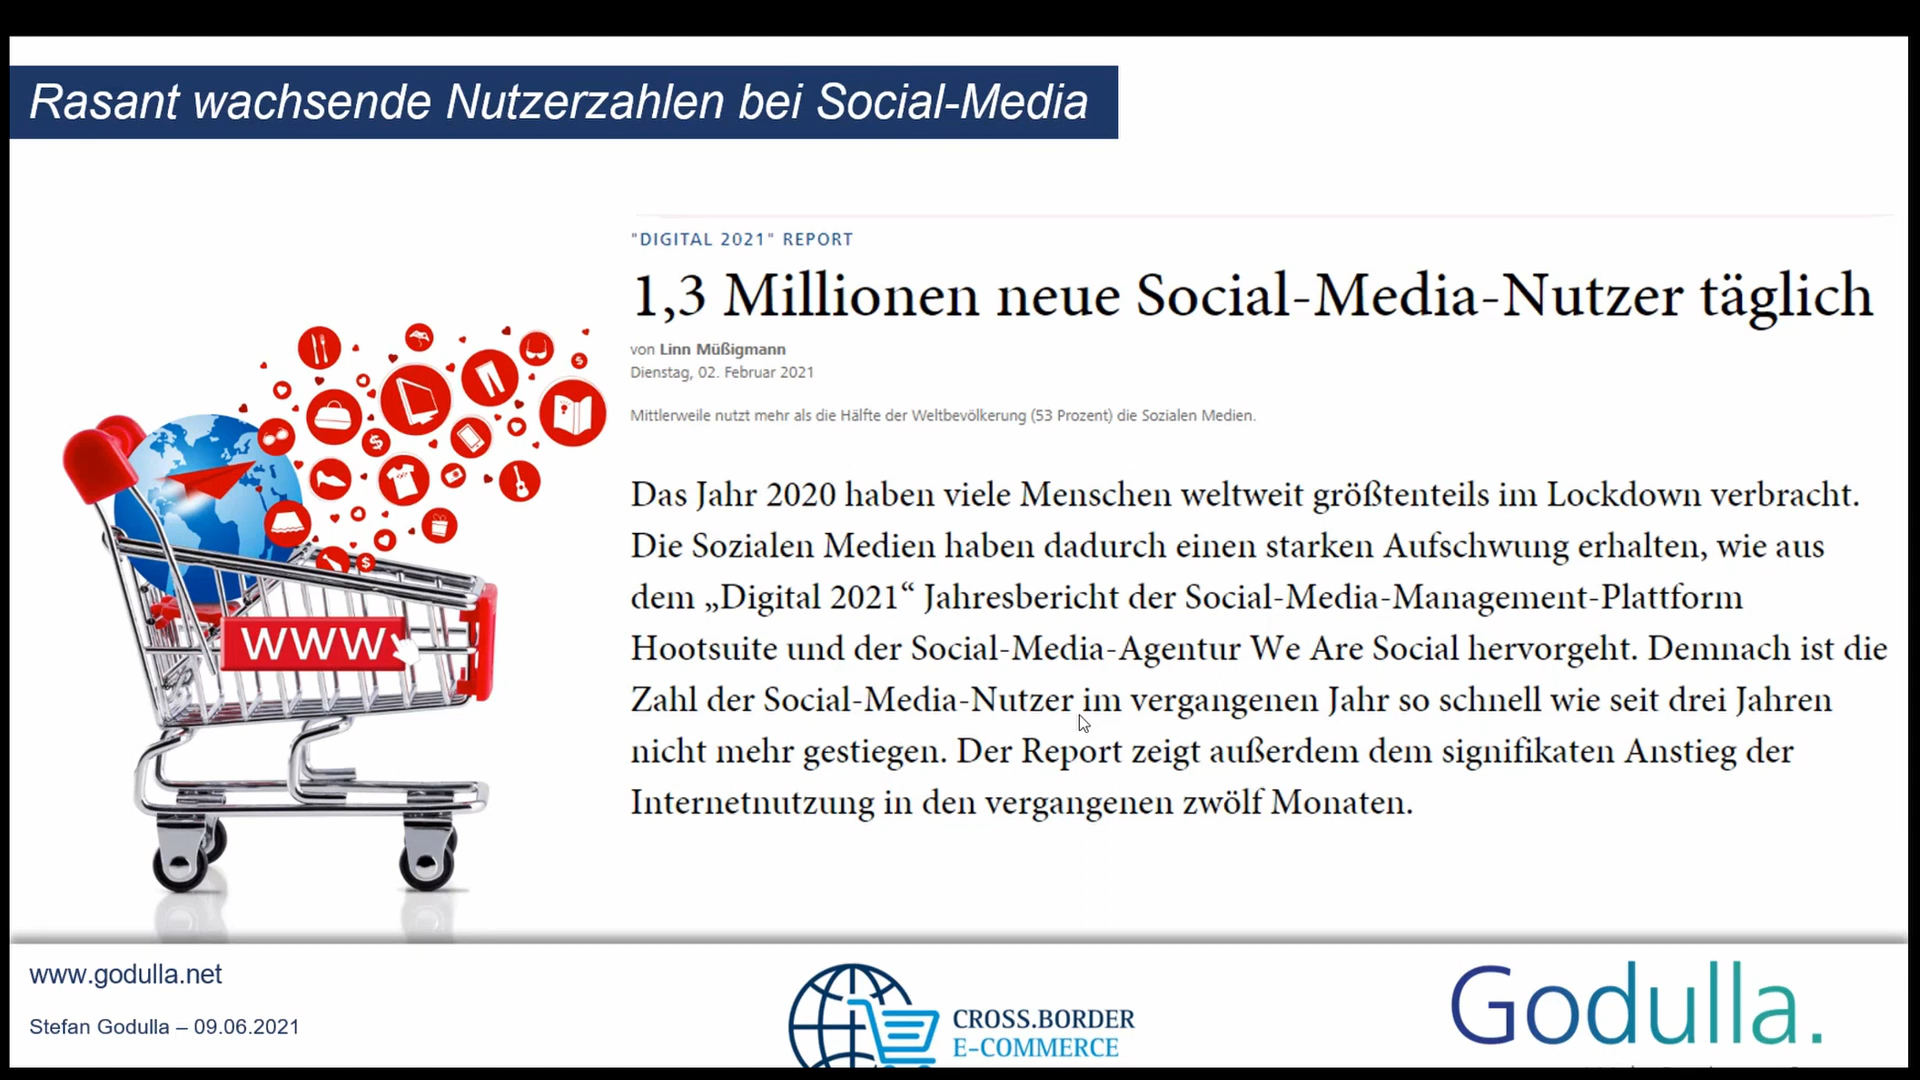 Rasant wachsende Nutzerzahlen bei Social-Media
"DIGITAL 2021" REPORT
1,3 Millionen neue Social-Media-Nutzer täglich
von Linn Müßigmann
Dienstag, 02. Februar 2021
Mittlerweile nutzt mehr als die Hälfte der Weltbevölkerung (53 Prozent) die Sozialen Medien.
Das Jahr 2020 haben viele Menschen weltweit größtenteils im Lockdown verbracht.
Die Sozialen Medien haben dadurch einen starken Aufschwung erhalten, wie aus
dem „Digital 2021“ Jahresbericht der Social-Media-Management-Plattform
Hootsuite und der Social-Media-Agentur We Are Social hervorgeht. Demnach ist die
Zahl der Social-Media-Nutzer im vergangenen Jahr so schnell wie seit drei Jahren
nicht mehr gestiegen. Der Report zeigt außerdem dem signifikaten Anstieg der
Internetnutzung in den vergangenen zwölf Monaten.
WWW
www.godulla.net
Stefan Godulla – 09.06.2021
CROSS.BORDER
E-COMMERCE
Godulla.